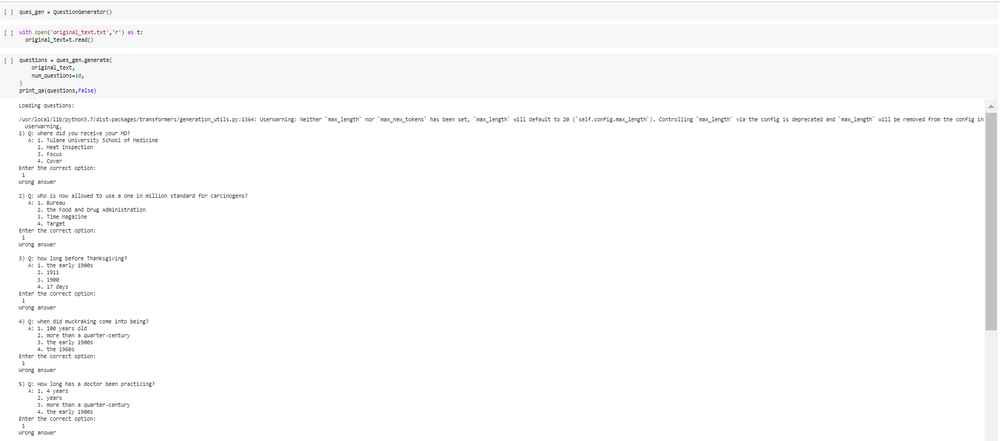 [ ] ques_gen = QuestionGenerator()
[ ] with open('original_text.txt','r') as t:
original_text=t.read()
[ ] questions = ques_gen.generate(
original_text,
num_questions=10,
)
print_qa(questions,False)
Loading questions:
/usr/local/lib/python3.7/dist-packages/transformers/generation_utils.py:1364: UserWarning: Neither `max_length` nor `max_new_tokens` has been set, `max_length` will default to 20 (`self.config.max_length`). Controlling `max_length` via the config is deprecated and `max_length` will be removed from the config in
UserWarning,
1) Q: where did you receive your MD?
A: 1. Tulane University School of Medicine
2. Meat Inspection
3. Focus
4. Cover
Enter the correct option:
1
Wrong answer
2) Q: Who is now allowed to use a one in million standard for carcinogens?
A: 1. Bureau
2. the Food and Drug Administration
3. Time Magazine
4. Target
Enter the correct option:
1
Wrong answer
3) Q: how long before Thanksgiving?
A: 1. the early 1900s
2. 1911
3. 1900
4. 17 days
Enter the correct option:
1
Wrong answer
4) Q: when did muckraking come into being?
A: 1. 100 years old
2. more than a quarter-century
3. the early 1900s
4. the 1960s
Enter the correct option:
1
Wrong answer
5) Q: How long has a doctor been practicing?
A: 1. 4 years
2. years
3. more than a quarter-century
4. the early 1900s
Enter the correct option:
1
Wrong answer